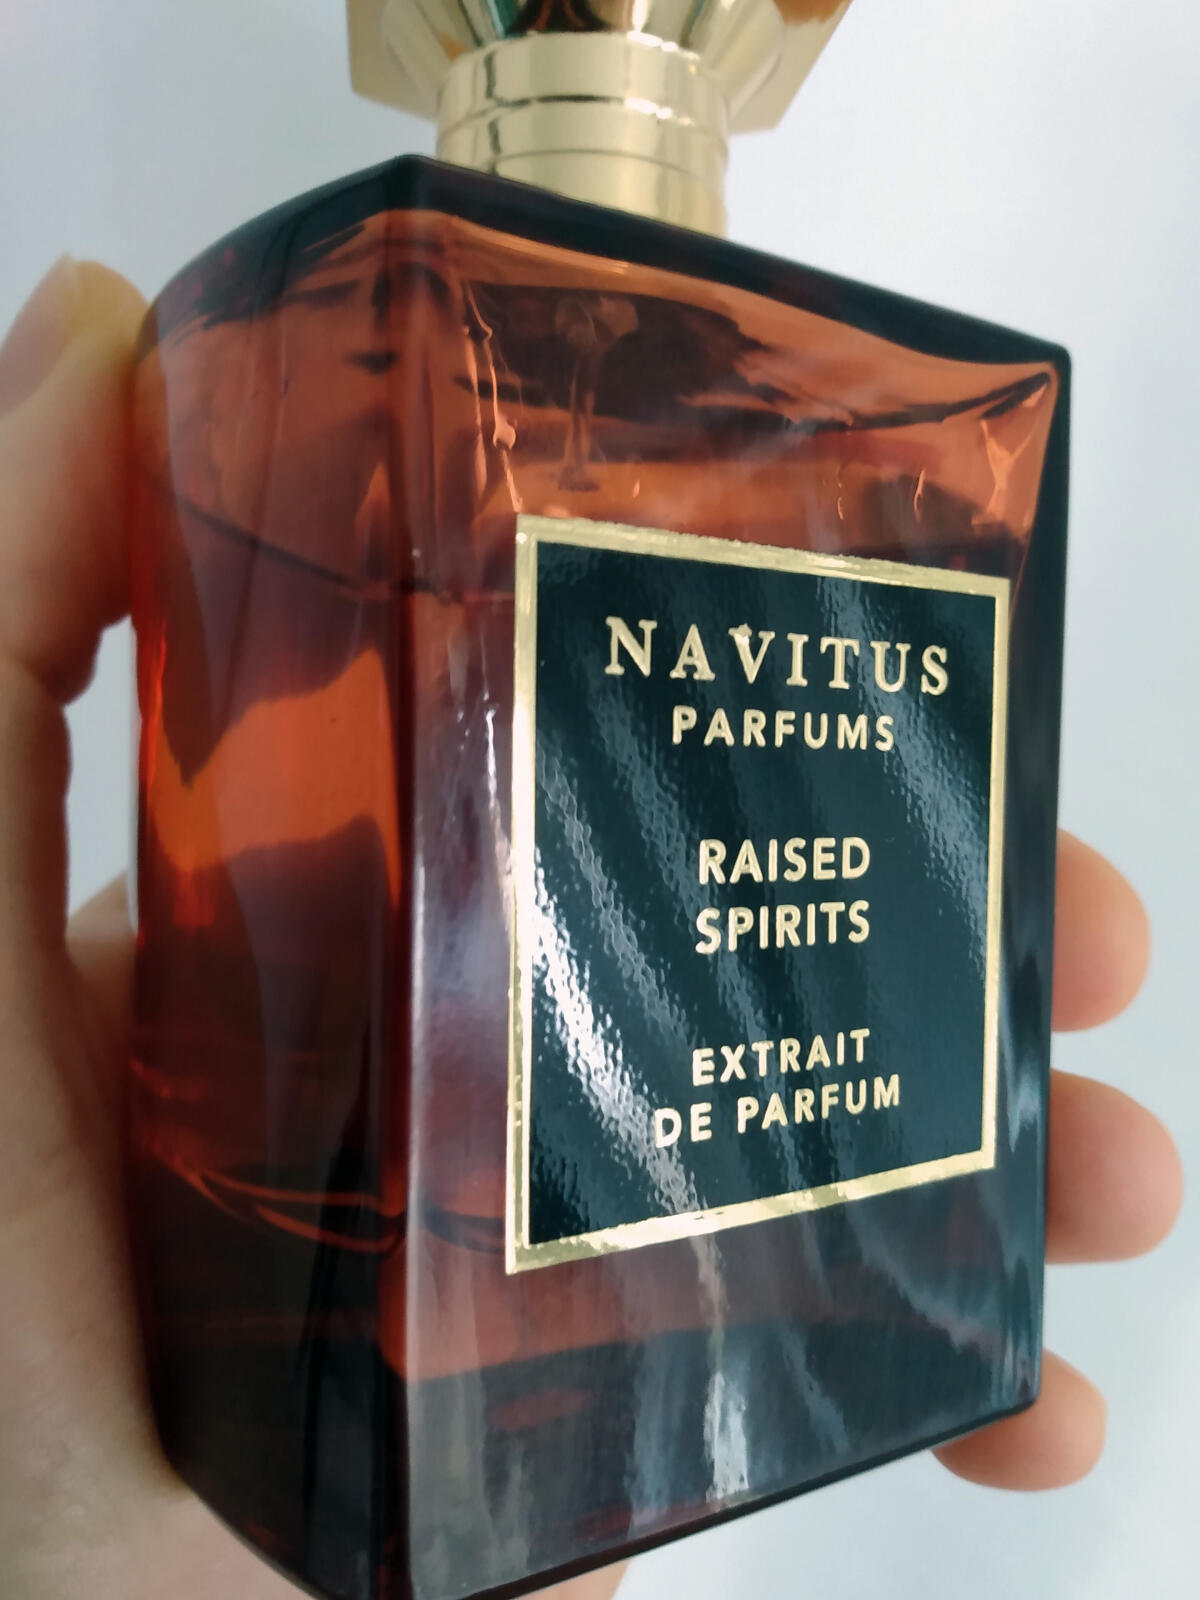 NAVITUS
PARFUMS
RAISED
SPIRITS
EXTRAIT
DE PARFUM